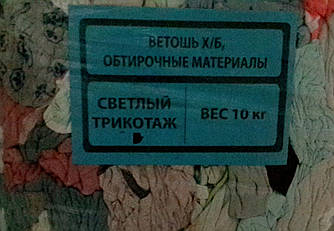 ВЕТОШЬ Х/Б,
ОБТИРОЧНЫЕ МАТЕРИАЛЫ
СВЕТЛЫЙ
ТРИКОТАЖ
ВЕС 10 кг